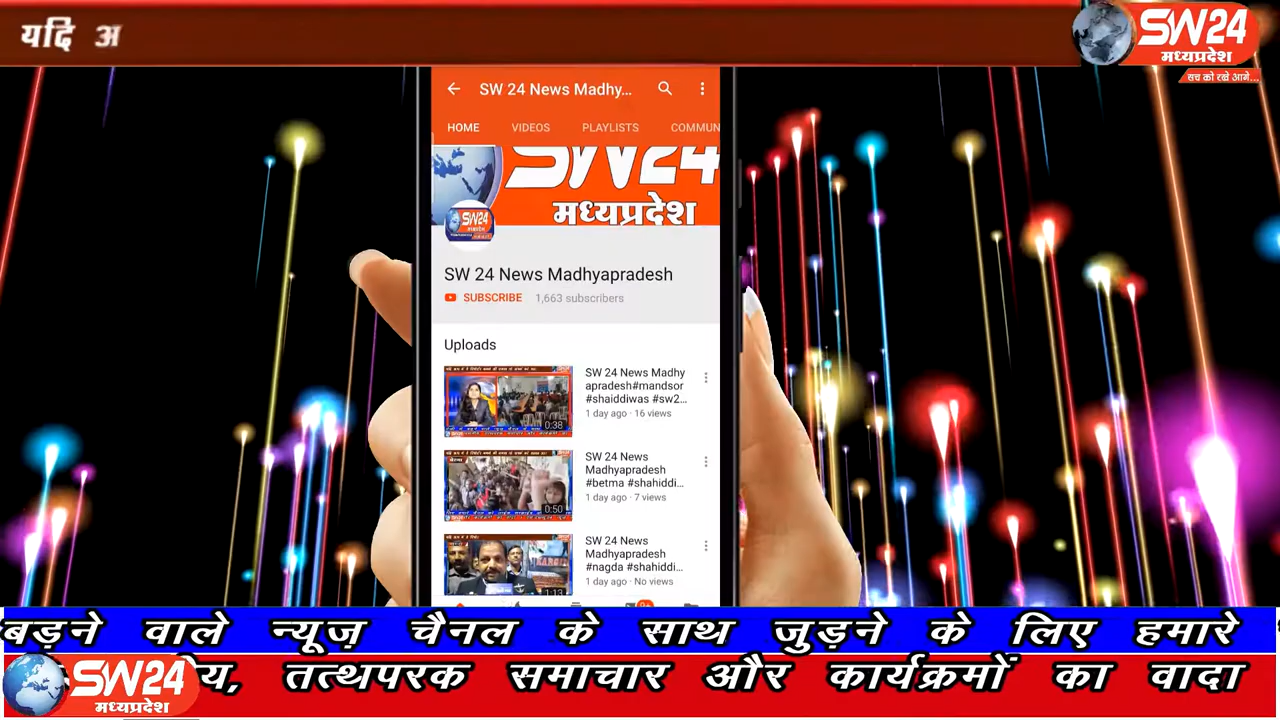 यदि अ
SW24
मध्यप्रदेश
सच को रखे आगे...
SW 24 News Madhy...
HOME VIDEOS PLAYLISTS COMMUN
SW24
मध्यप्रदेश
SW24
SW 24 News Madhyapradesh
SUBSCRIBE 1,663 subscribers
Uploads
SW 24 News Madhy
apradesh#mandsor
#shaiddiwas #sw2...
1 day ago · 16 views
0:38
SW 24 News
Madhyapradesh
#betma #shahiddi...
1 day ago · 7 views
0:50
SW 24 News
Madhyapradesh
#nagda #shahiddi...
1 day ago · No views
1:13
बड़ने वाले न्यूज़ चैनल के साथ जुड़ने के लिए हमारे
तत्थपरक समाचार और कार्यक्रमों का वादा
SW24
मध्यप्रदेश